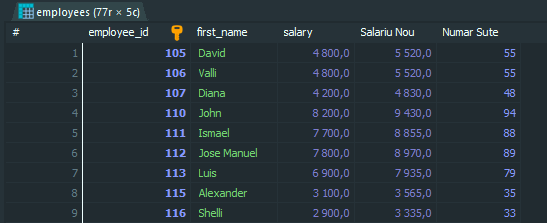 employees (77r × 5c)
# employee_id first_name salary Salariu Nou Numar Sute
1 105 David 4 800,0 5 520,0 55
2 106 Valli 4 800,0 5 520,0 55
3 107 Diana 4 200,0 4 830,0 48
4 110 John 8 200,0 9 430,0 94
5 111 Ismael 7 700,0 8 855,0 88
6 112 Jose Manuel 7 800,0 8 970,0 89
7 113 Luis 6 900,0 7 935,0 79
8 115 Alexander 3 100,0 3 565,0 35
9 116 Shelli 2 900,0 3 335,0 33